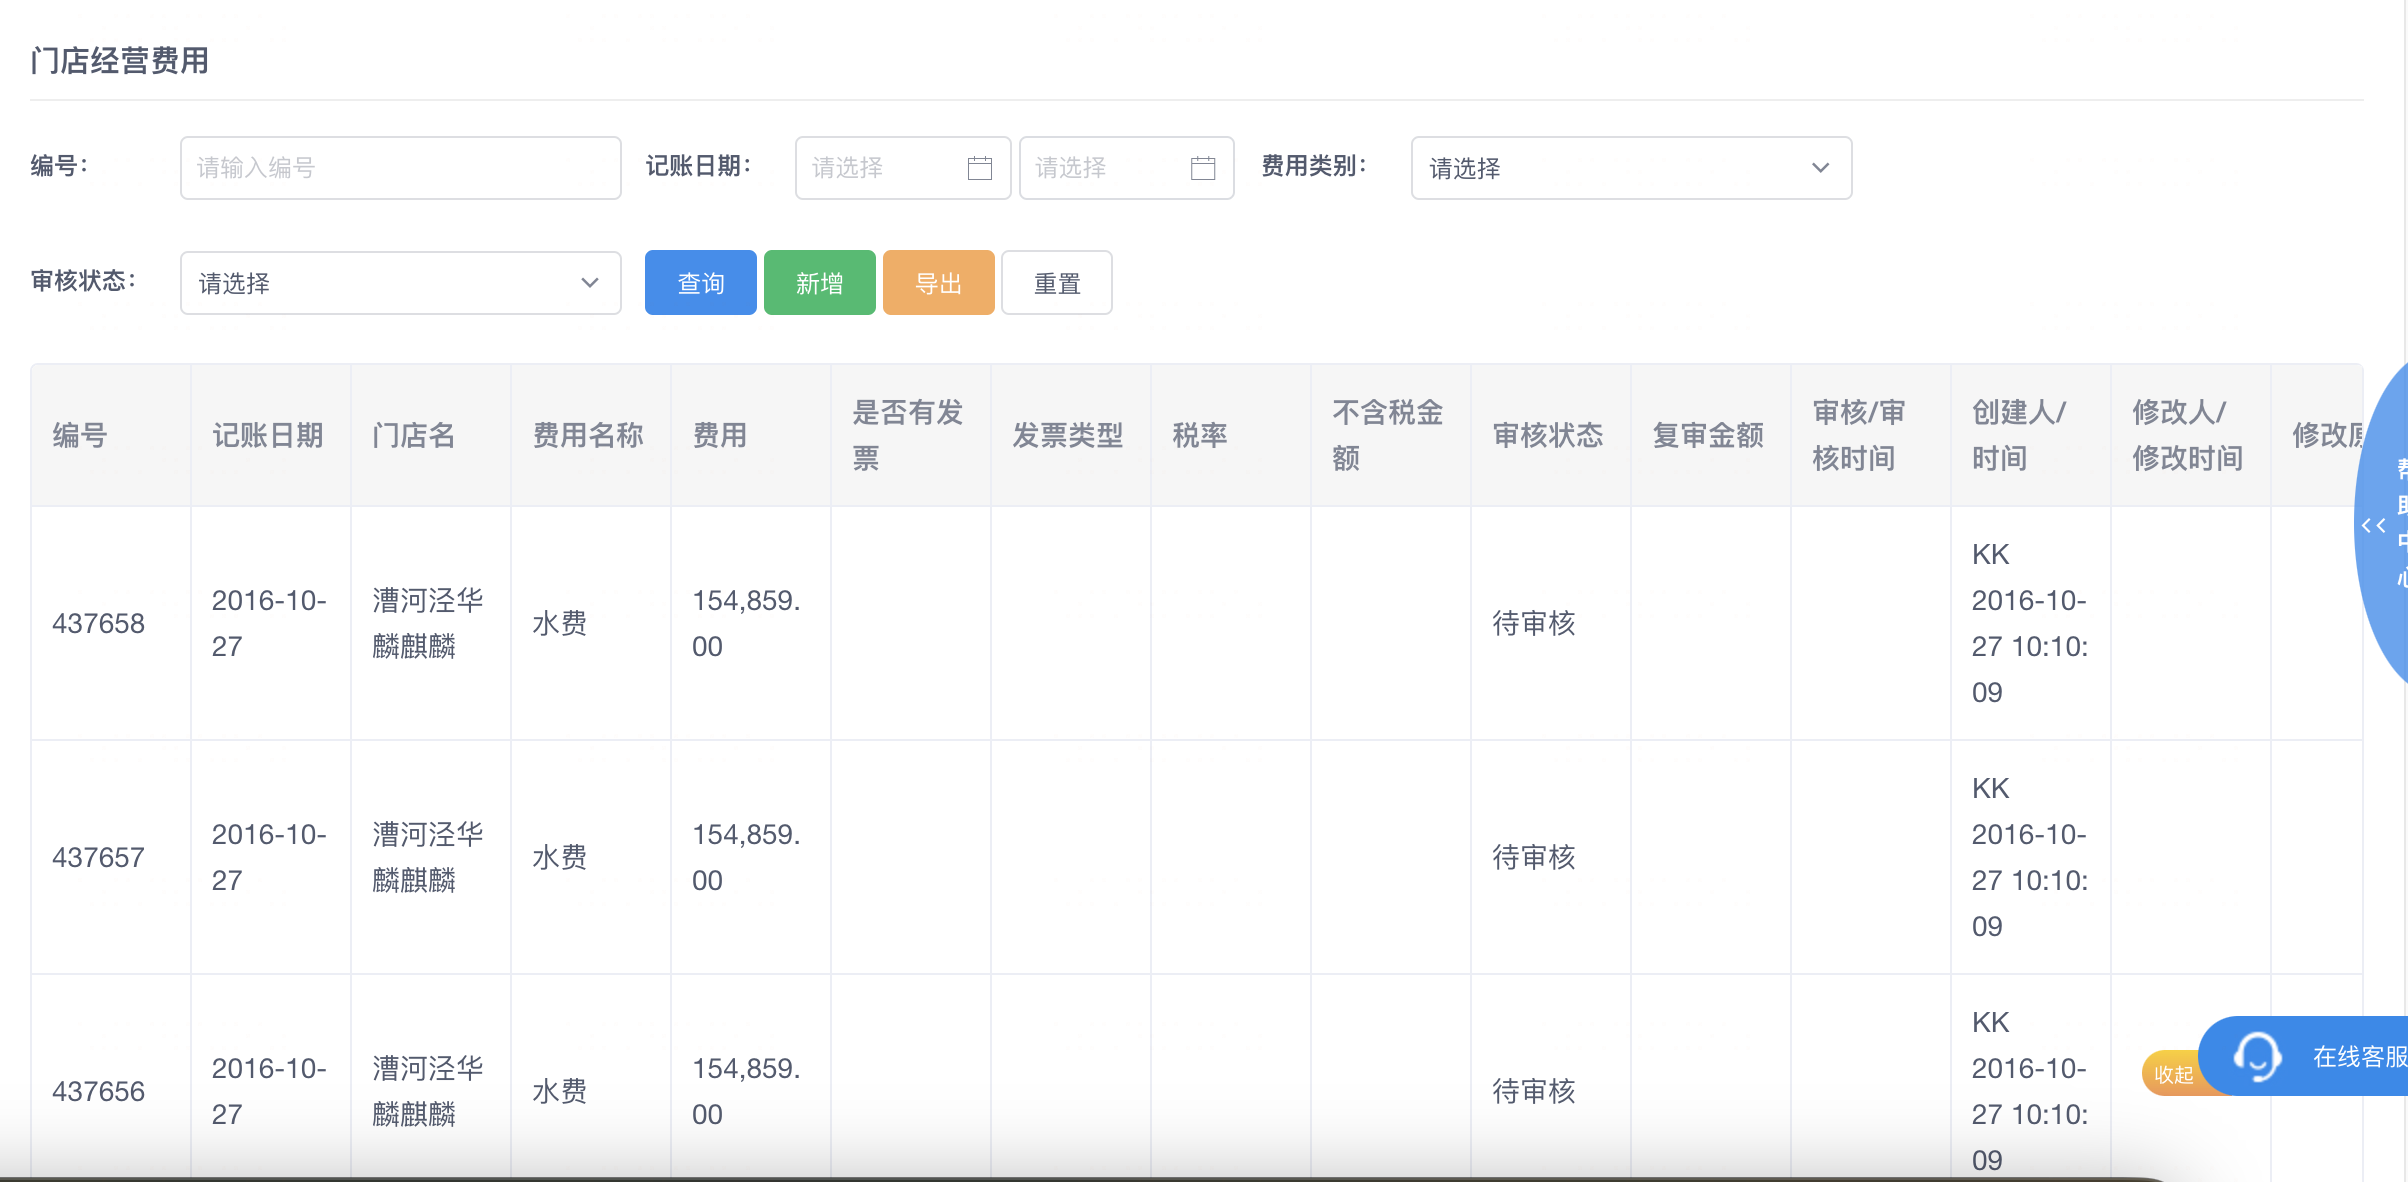 门店经营费用
编号：
请输入编号
记账日期：
请选择
请选择
费用类别：
请选择
审核状态：
请选择
查询
新增
导出
重置
编号
记账日期
门店名
费用名称
费用
是否有发
票
发票类型
税率
不含税金
额
审核状态
复审金额
审核/审
核时间
创建人/
时间
修改人/
修改时间
修改原
437658
2016-10-
27
漕河泾华
麟麒麟
水费
154,859.
00
待审核
KK
2016-10-
27 10:10:
09
437657
2016-10-
27
漕河泾华
麟麒麟
水费
154,859.
00
待审核
KK
2016-10-
27 10:10:
09
437656
2016-10-
27
漕河泾华
麟麒麟
水费
154,859.
00
待审核
KK
2016-10-
27 10:10:
09
收起
在线客服